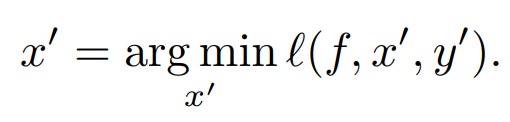 x′ = arg min ℓ(f, x′, y′).
x′